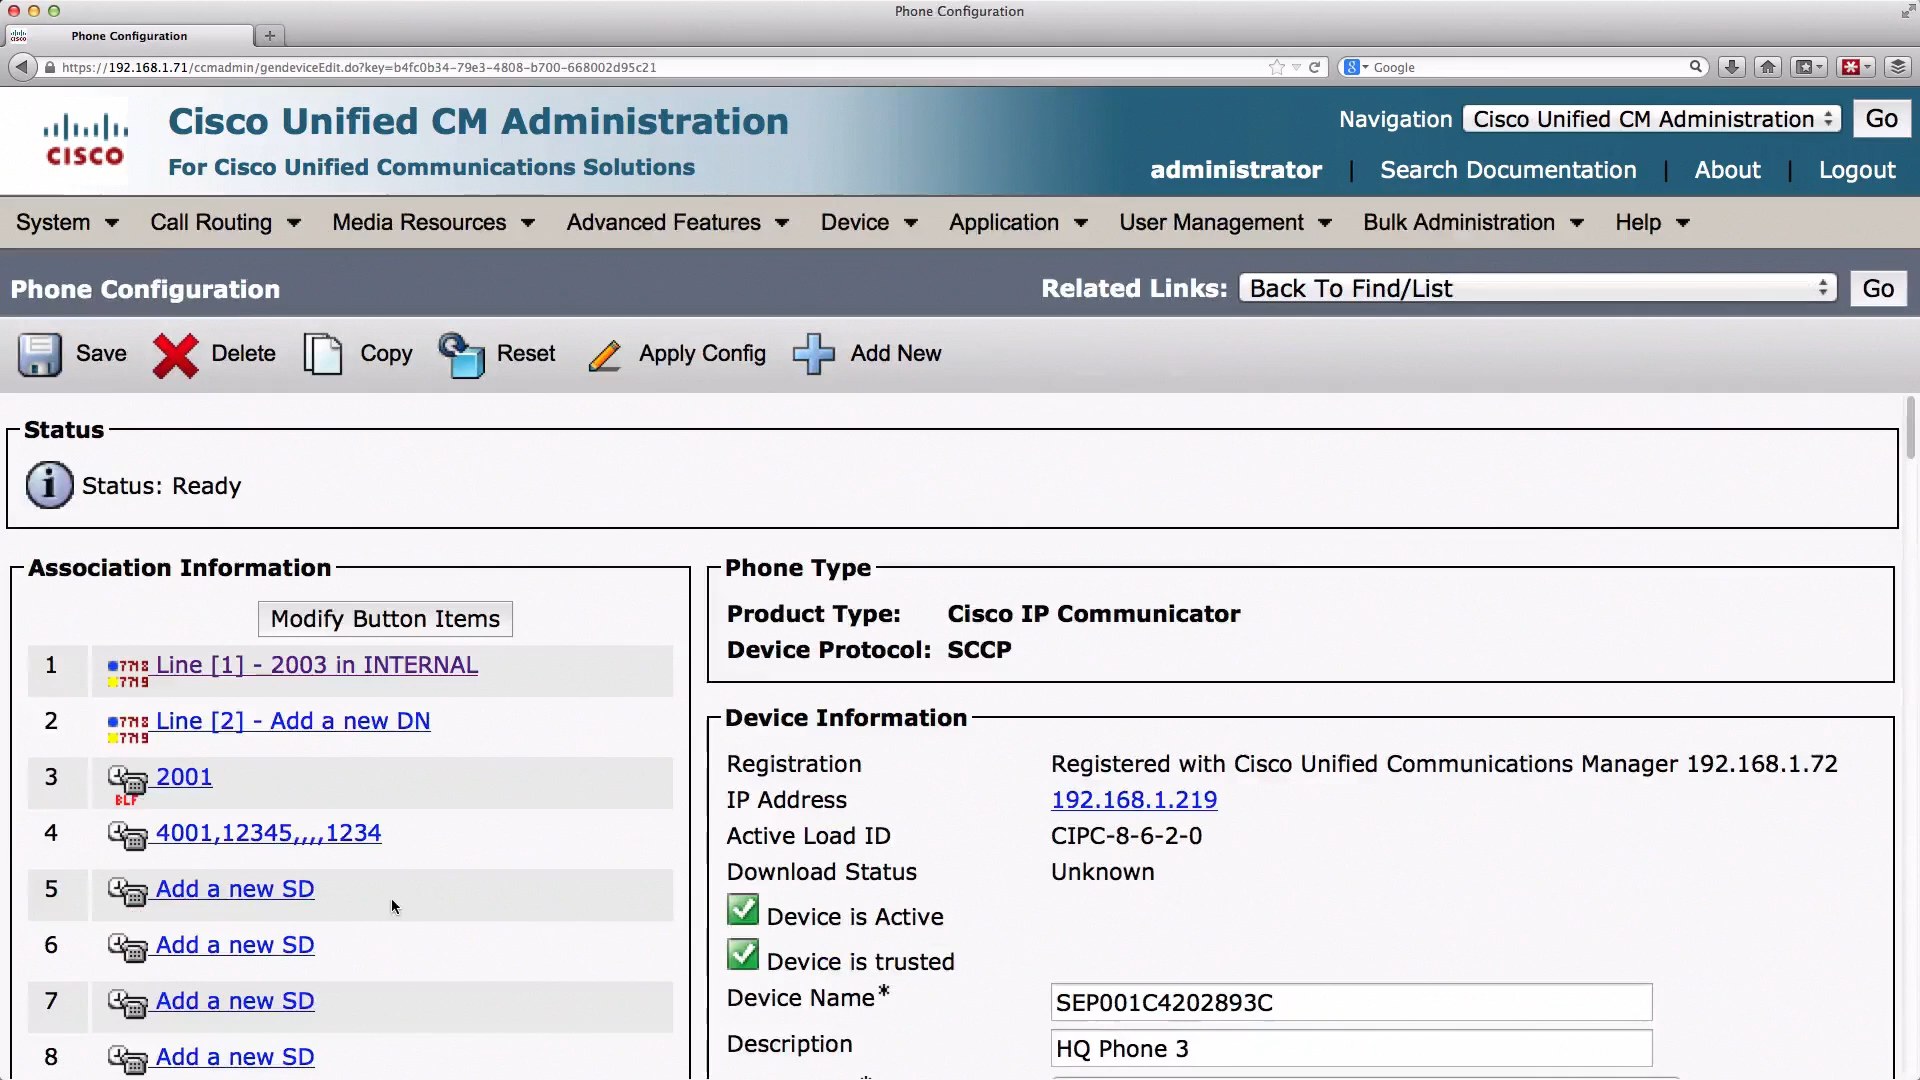 Phone Configuration
Phone Configuration
https://192.168.1.71/ccmadmin/gendeviceEdit.do?key=b4fc0b34-79e3-4808-b700-668002d95c21
Google
CISCO
Cisco Unified CM Administration
For Cisco Unified Communications Solutions
Navigation Cisco Unified CM Administration Go
administrator | Search Documentation | About | Logout
System Call Routing Media Resources Advanced Features Device Application User Management Bulk Administration Help
Phone Configuration
Related Links: Back To Find/List Go
Save Delete Copy Reset Apply Config Add New
Status
Status: Ready
Association Information
Modify Button Items
1 Line [1] - 2003 in INTERNAL
2 Line [2] - Add a new DN
3 BLF 2001
4 4001,12345,,,,1234
5 Add a new SD
6 Add a new SD
7 Add a new SD
8 Add a new SD
Phone Type
Product Type: Cisco IP Communicator
Device Protocol: SCCP
Device Information
Registration Registered with Cisco Unified Communications Manager 192.168.1.72
IP Address 192.168.1.219
Active Load ID CIPC-8-6-2-0
Download Status Unknown
Device is Active
Device is trusted
Device Name* SEP001C4202893C
Description HQ Phone 3